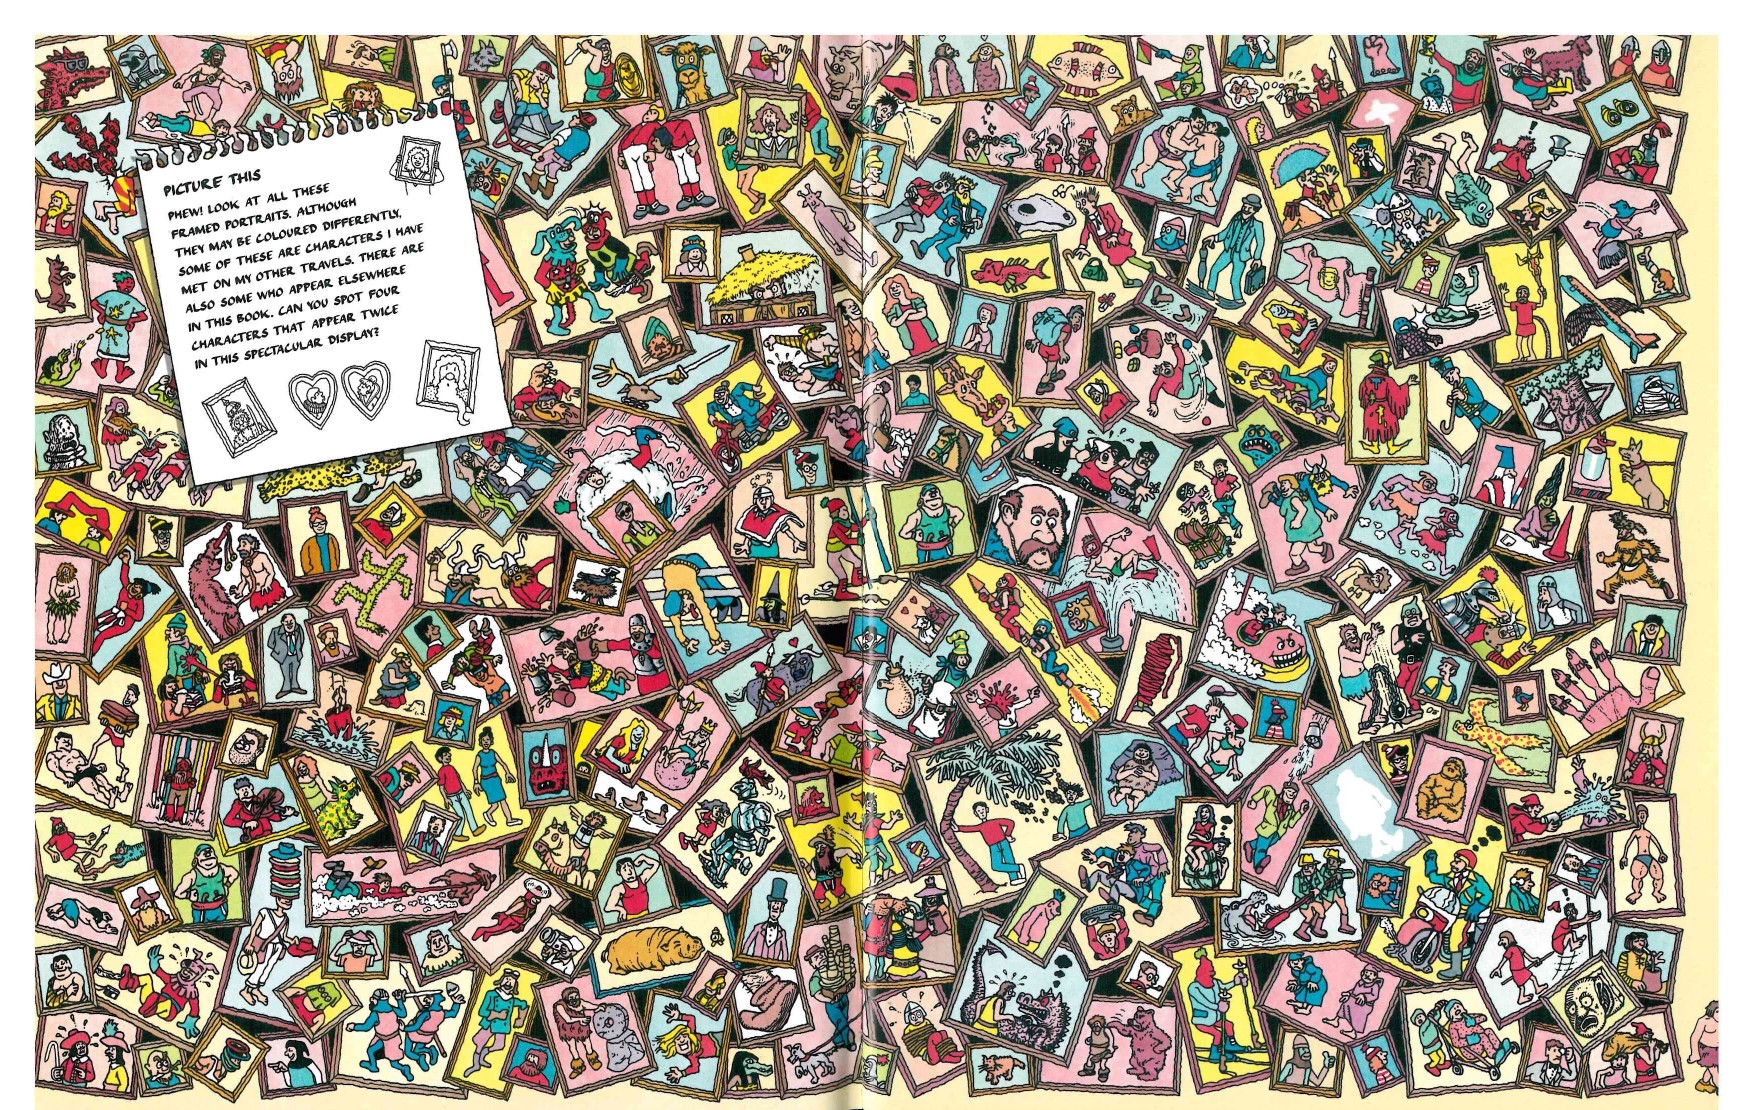 PICTURE THIS
PHEW! LOOK AT ALL THESE
FRAMED PORTRAITS. ALTHOUGH
THEY MAY BE COLOURED DIFFERENTLY,
SOME OF THESE ARE CHARACTERS I HAVE
MET ON MY OTHER TRAVELS. THERE ARE
ALSO SOME WHO APPEAR ELSEWHERE
IN THIS BOOK. CAN YOU SPOT FOUR
CHARACTERS THAT APPEAR TWICE
IN THIS SPECTACULAR DISPLAY?